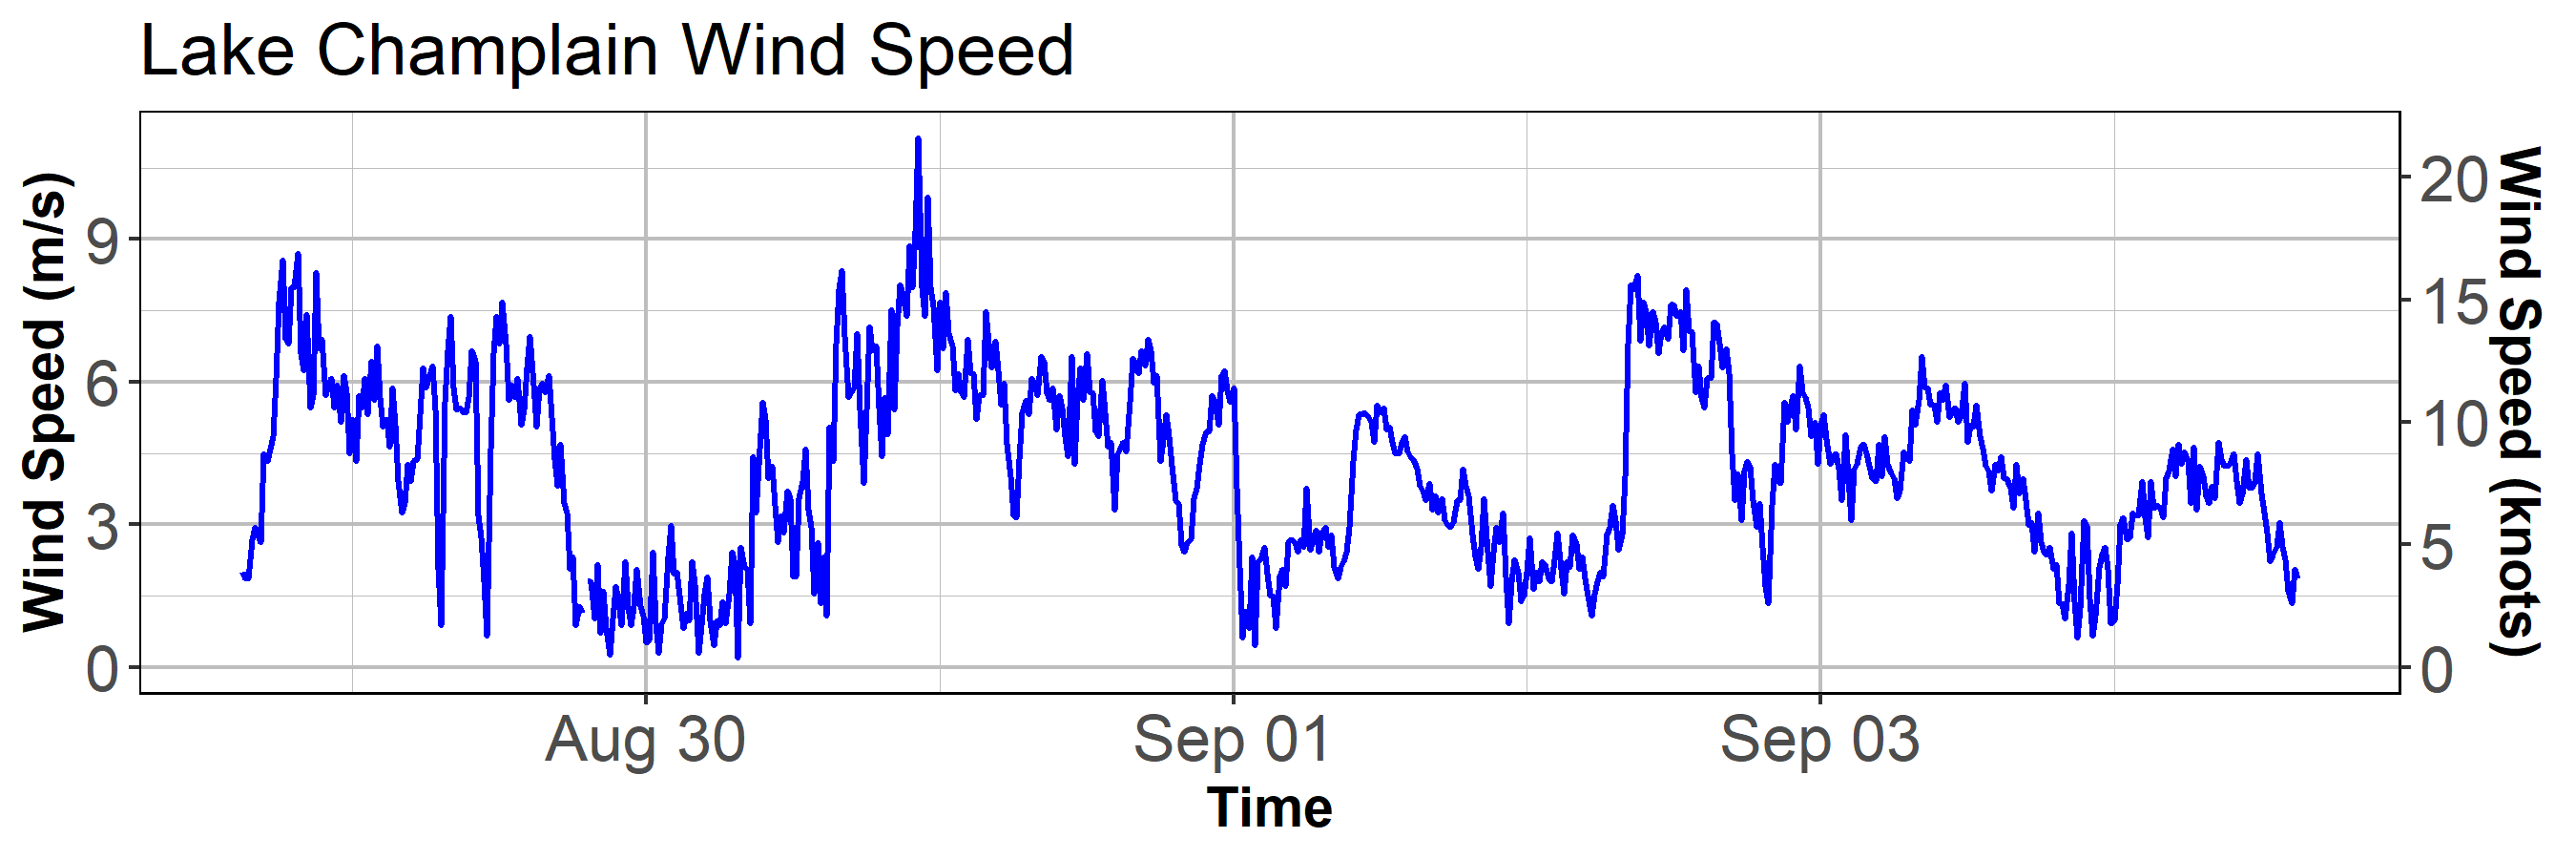 Lake Champlain Wind Speed
Wind Speed (m/s)
9
6
3
0
20
15
10
5
0
Wind Speed (knots)
Aug 30
Sep 01
Sep 03
Time